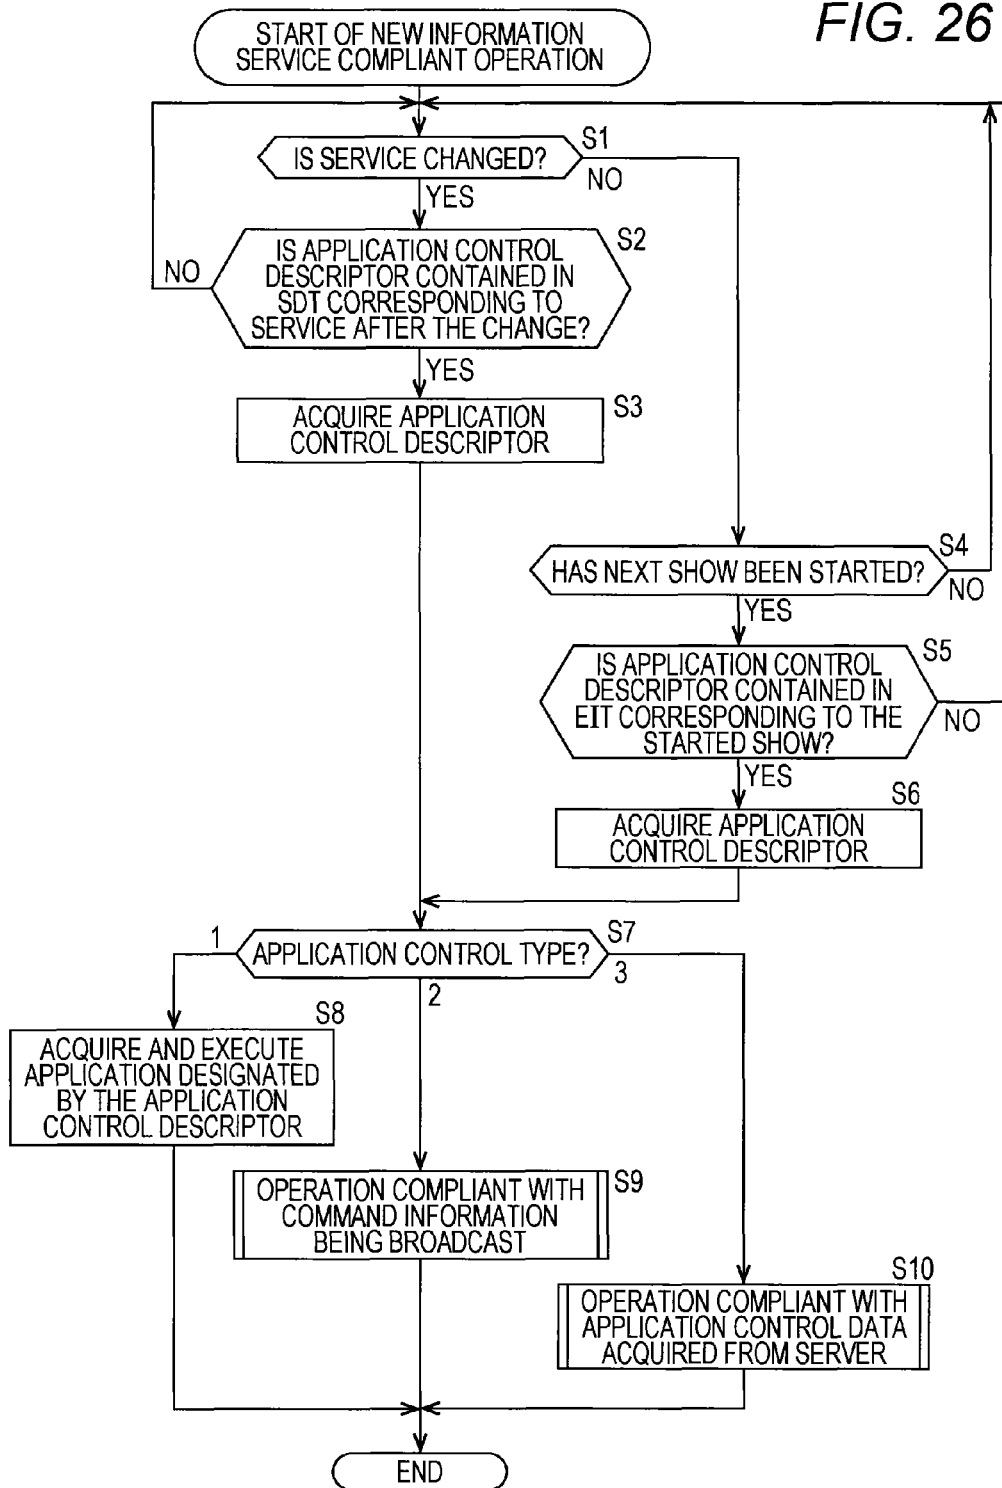 FIG. 26
START OF NEW INFORMATION
SERVICE COMPLIANT OPERATION
S1
IS SERVICE CHANGED?
NO
YES
S2
IS APPLICATION CONTROL
DESCRIPTOR CONTAINED IN
SDT CORRESPONDING TO
SERVICE AFTER THE CHANGE?
NO
YES
S3
ACQUIRE APPLICATION
CONTROL DESCRIPTOR
S4
HAS NEXT SHOW BEEN STARTED?
NO
YES
S5
IS APPLICATION CONTROL
DESCRIPTOR CONTAINED IN
EIT CORRESPONDING TO THE
STARTED SHOW?
NO
YES
S6
ACQUIRE APPLICATION
CONTROL DESCRIPTOR
S7
APPLICATION CONTROL TYPE?
1
2
3
S8
ACQUIRE AND EXECUTE
APPLICATION DESIGNATED
BY THE APPLICATION
CONTROL DESCRIPTOR
S9
OPERATION COMPLIANT WITH
COMMAND INFORMATION
BEING BROADCAST
S10
OPERATION COMPLIANT WITH
APPLICATION CONTROL DATA
ACQUIRED FROM SERVER
END